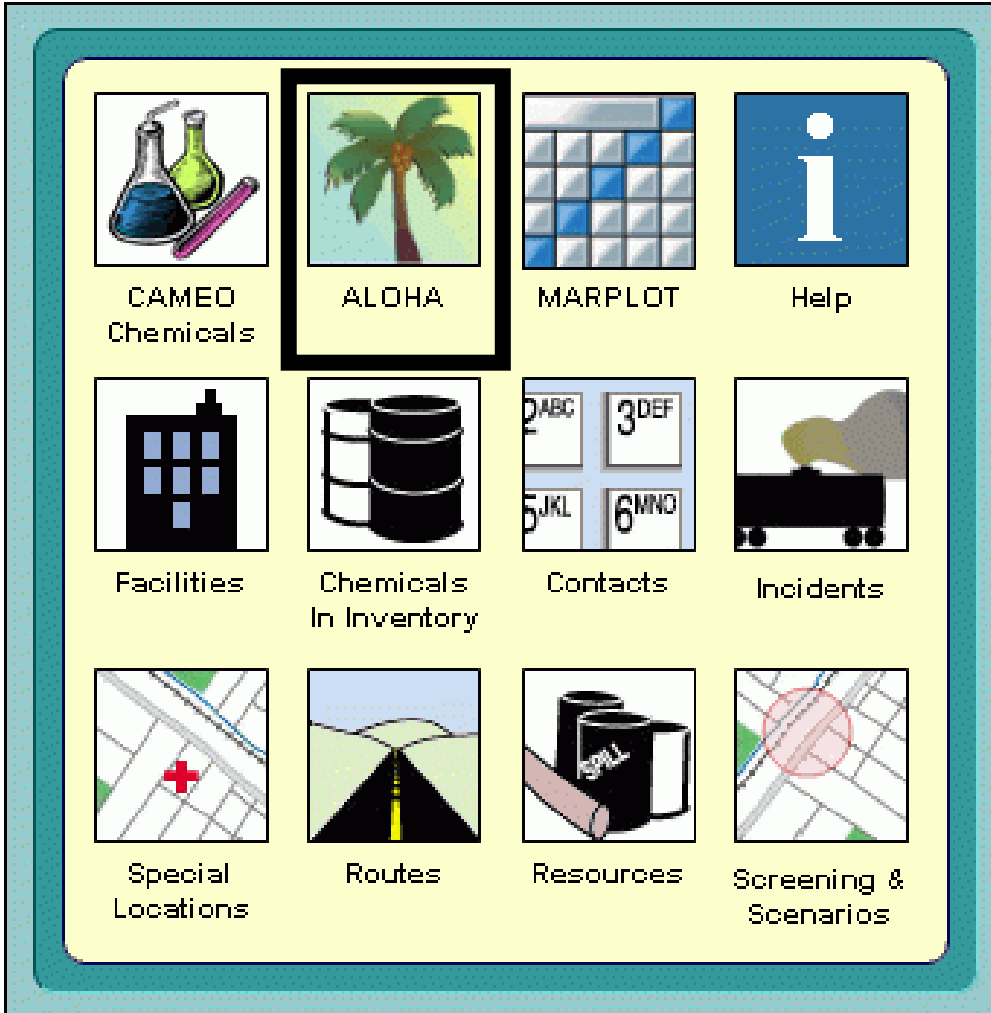 CAMEO
Chemicals
ALOHA
MARPLOT
i
Help
Facilities
Chemicals
In Inventory
2ABC
3DEF
5JKL
6MNO
Contacts
Incidents
Special
Locations
Routes
SPILL
Resources
Screening &
Scenarios